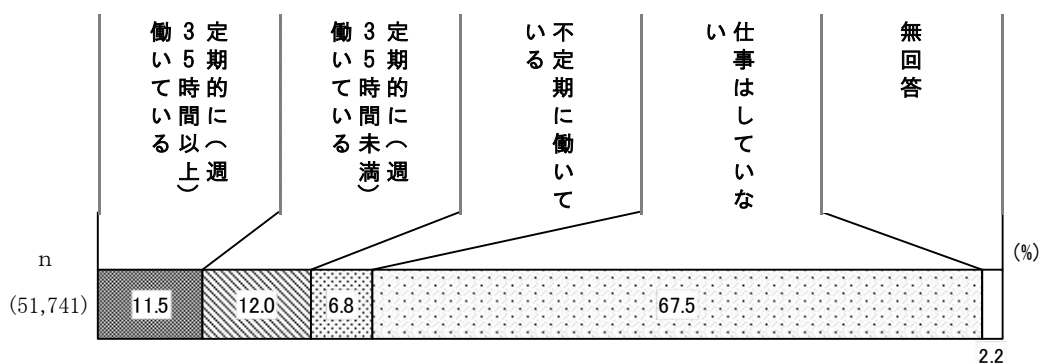 定期的に（週
３５時間以上）
働いている
定期的に（週
３５時間未満）
働いている
不定期に働いて
いる
仕事はしていな
い
無回答
(%)
n
(51,741)
11.5
12.0
6.8
67.5
2.2